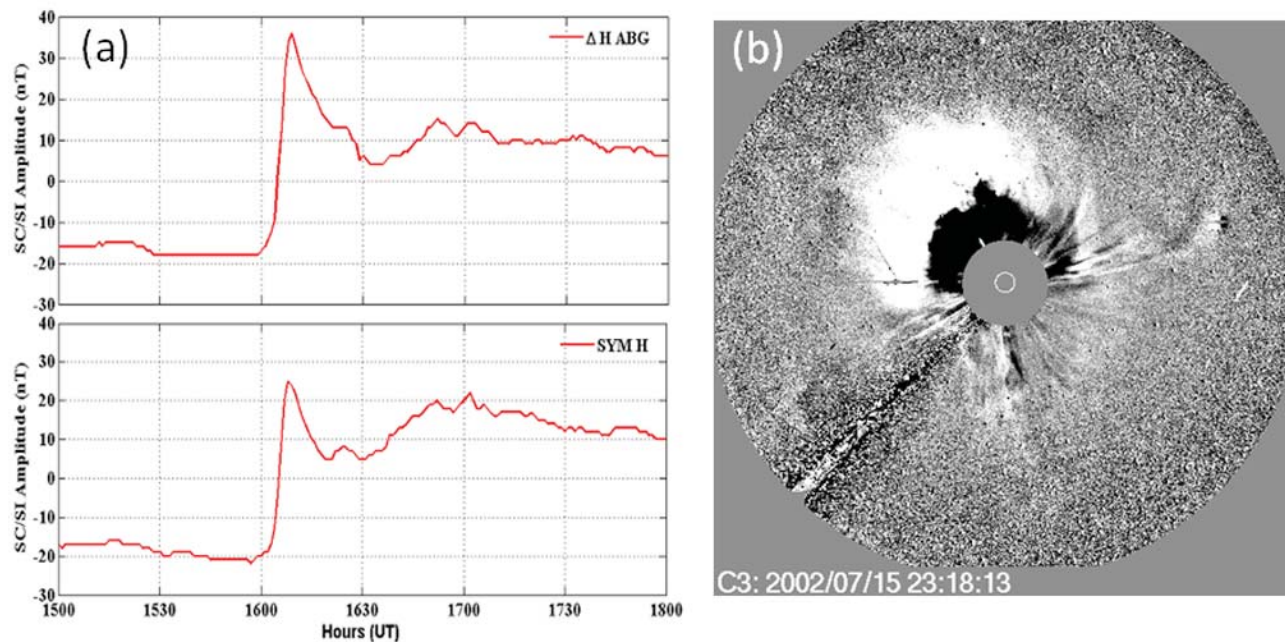 (a)
Δ H ABG
SC/SI Amplitude (nT)
40
30
20
10
0
-10
-20
-30
SYM H
SC/SI Amplitude (nT)
40
30
20
10
0
-10
-20
-30
1500
1530
1600
1630
1700
1730
1800
Hours (UT)
(b)
C3: 2002/07/15 23:18:13